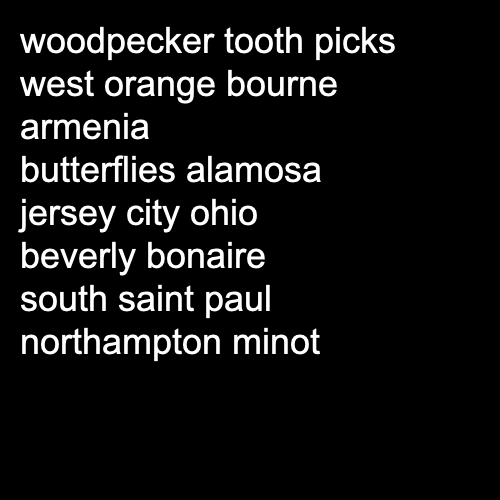 woodpecker tooth picks
west orange bourne
armenia
butterflies alamosa
jersey city ohio
beverly bonaire
south saint paul
northampton minot